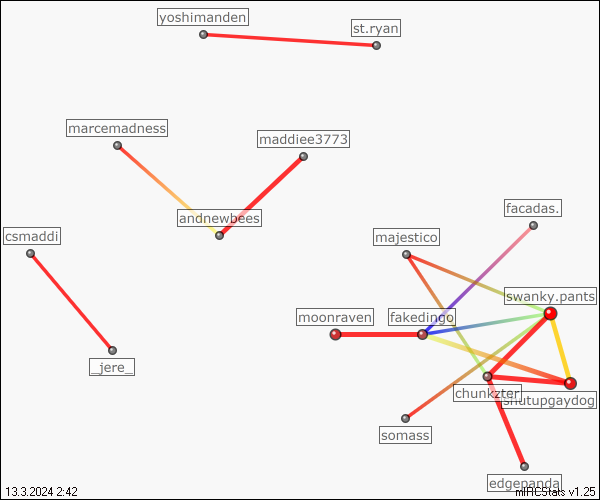 yoshimanden
st.ryan
marcemadness
maddiee3773
facadas.
andnewbees
csmaddi
majestico
swanky.pants
moonraven
fakedingo
_jere_
chunkzter
shutupgaydog
somass
edgepanda
13.3.2024 2:42
mIRCStats v1.25